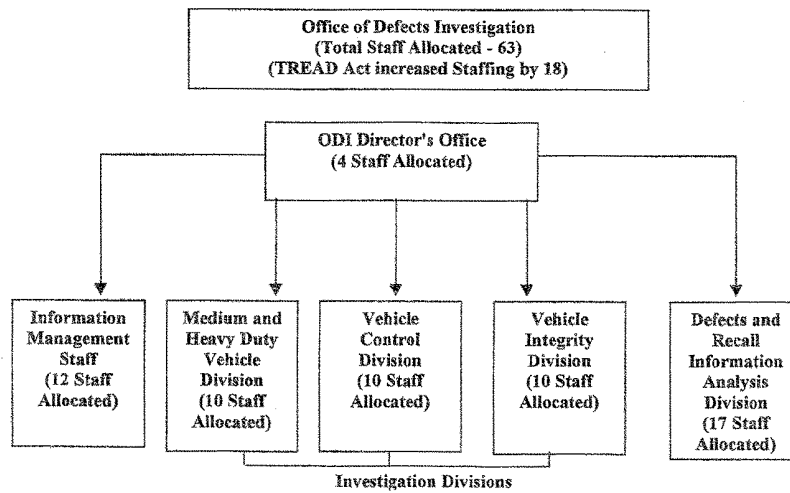 Office of Defects Investigation
(Total Staff Allocated - 63)
(TREAD Act increased Staffing by 18)
ODI Director's Office
(4 Staff Allocated)
Information
Management
Staff
(12 Staff
Allocated)
Medium and
Heavy Duty
Vehicle
Division
(10 Staff
Allocated)
Vehicle
Control
Division
(10 Staff
Allocated)
Vehicle
Integrity
Division
(10 Staff
Allocated)
Defects and
Recall
Information
Analysis
Division
(17 Staff
Allocated)
Investigation Divisions